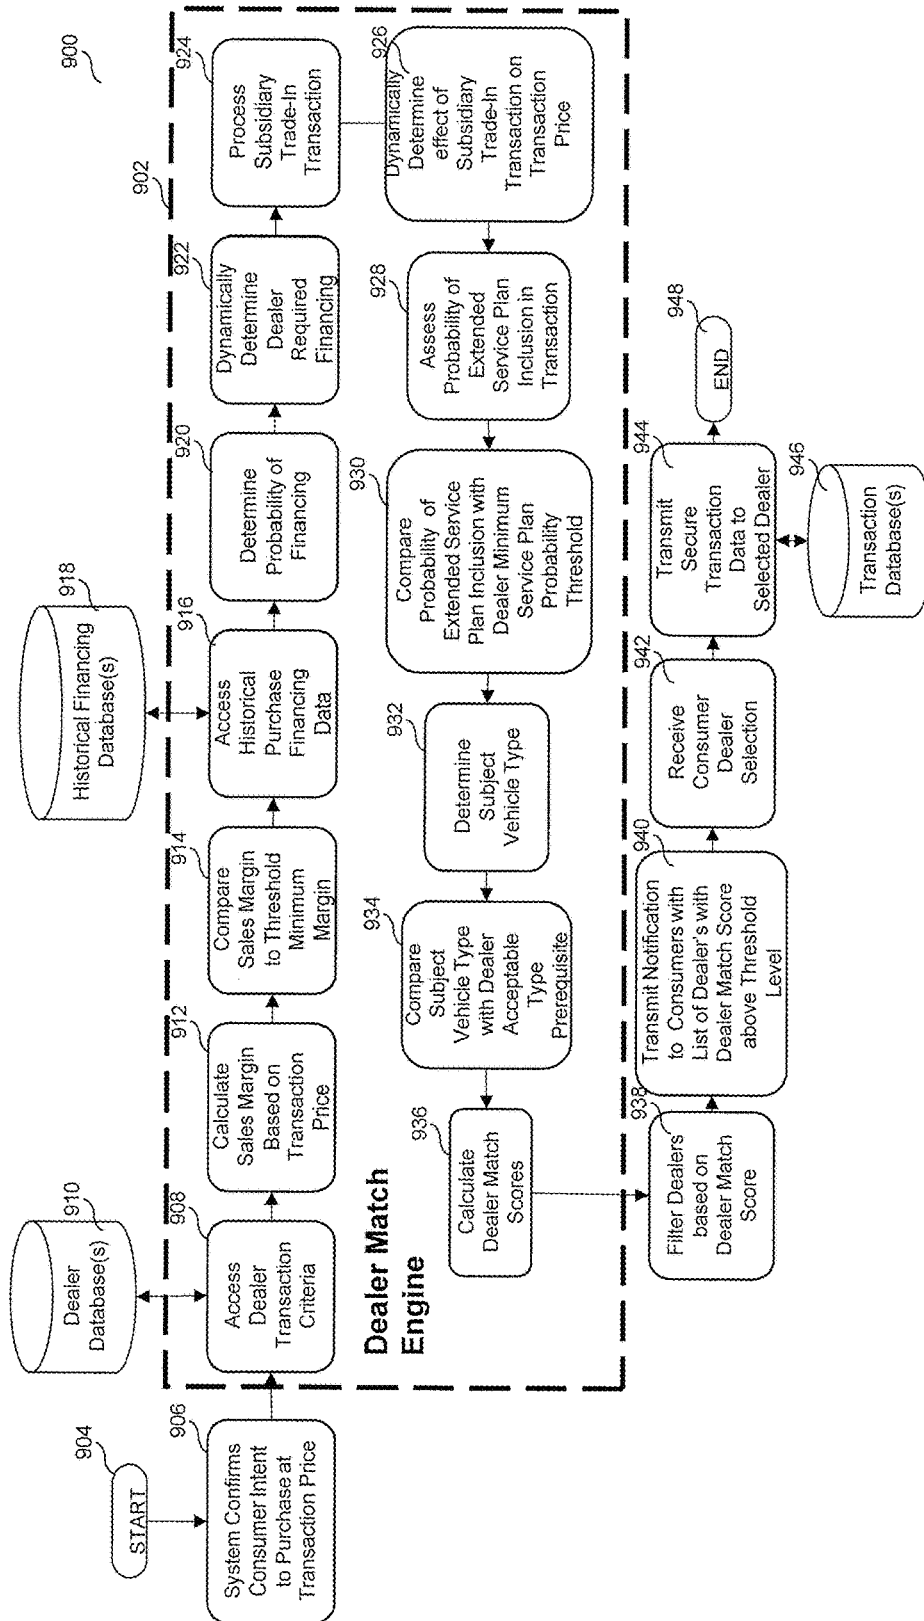 900
904
START
906
System Confirms
Consumer Intent
to Purchase at
Transaction Price
910
Dealer
Database(s)
918
Historical Financing
Database(s)
902
908
Access
Dealer
Transaction
Criteria
912
Calculate
Sales Margin
Based on
Transaction
Price
914
Compare
Sales Margin
to Threshold
Minimum
Margin
916
Access
Historical
Purchase
Financing
Data
920
Determine
Probability of
Financing
922
Dynamically
Determine
Dealer
Required
Financing
924
Process
Subsidiary
Trade-In
Transaction
926
Dynamically
Determine
effect of
Subsidiary
Trade-In
Transaction on
Transaction
Price
928
Assess
Probability of
Extended
Service Plan
Inclusion in
Transaction
930
Compare
Probability of
Extended Service
Plan Inclusion with
Dealer Minimum
Service Plan
Probability
Threshold
932
Determine
Subject
Vehicle Type
934
Compare
Subject
Vehicle Type
with Dealer
Acceptable
Type
Prerequisite
936
Calculate
Dealer Match
Scores
Dealer Match
Engine
938
Filter Dealers
based on
Dealer Match
Score
940
Transmit Notification
to Consumers with
List of Dealer's with
Dealer Match Score
above Threshold
Level
942
Receive
Consumer
Dealer
Selection
944
Transmit
Secure
Transaction
Data to
Selected Dealer
946
Transaction
Database(s)
948
END